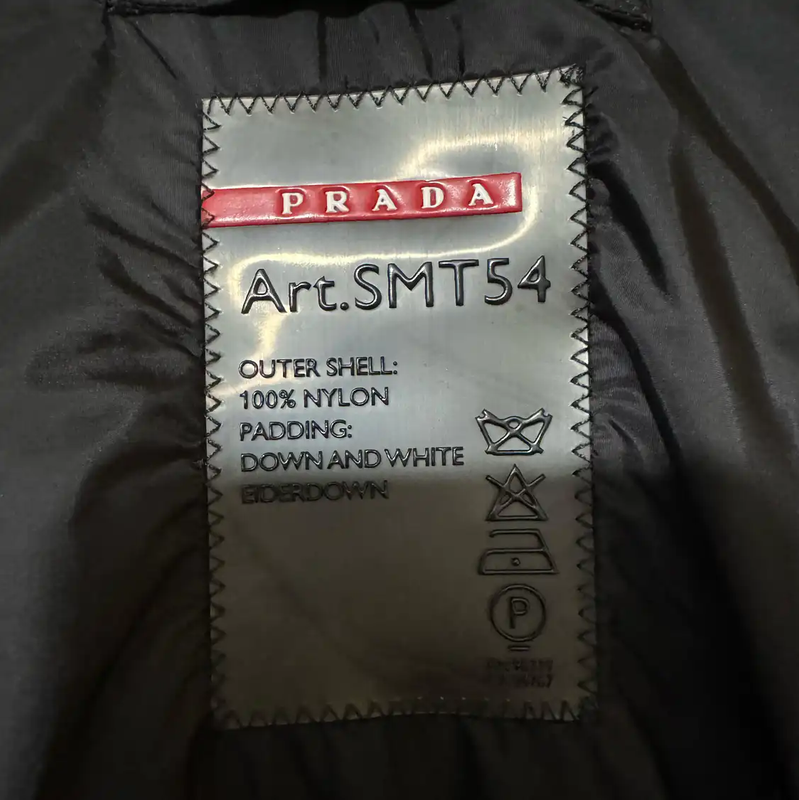 PRADA
Art.SMT54
OUTER SHELL:
100% NYLON
PADDING:
DOWN AND WHITE
EIDERDOWN
P